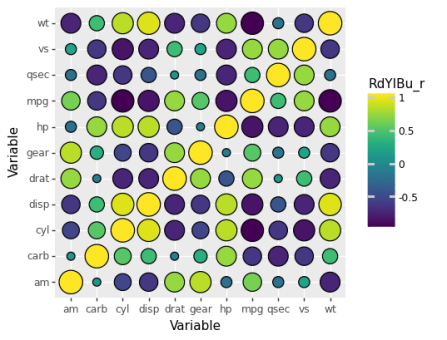 wt
vs
qsec
mpg
hp
gear
drat
disp
cyl
carb
am
Variable
am carb cyl disp drat gear hp mpg qsec vs wt
Variable
RdYlBu_r
1
0.5
0
-0.5